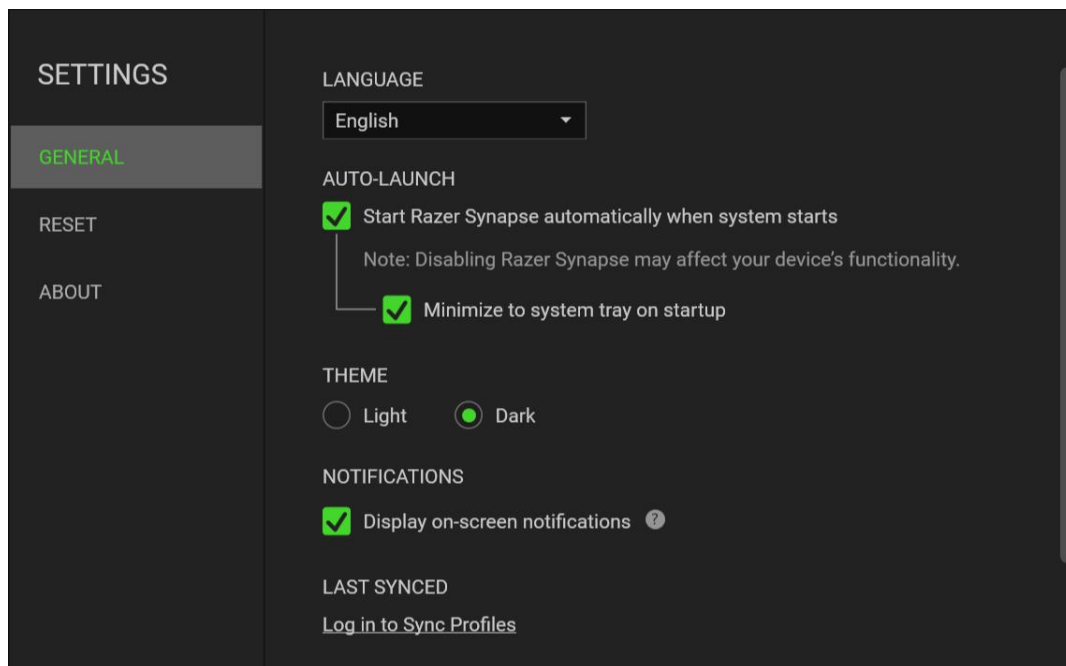 SETTINGS
GENERAL
RESET
ABOUT
LANGUAGE
English
AUTO-LAUNCH
Start Razer Synapse automatically when system starts
Note: Disabling Razer Synapse may affect your device’s functionality.
Minimize to system tray on startup
THEME
Light Dark
NOTIFICATIONS
Display on-screen notifications ?
LAST SYNCED
Log in to Sync Profiles